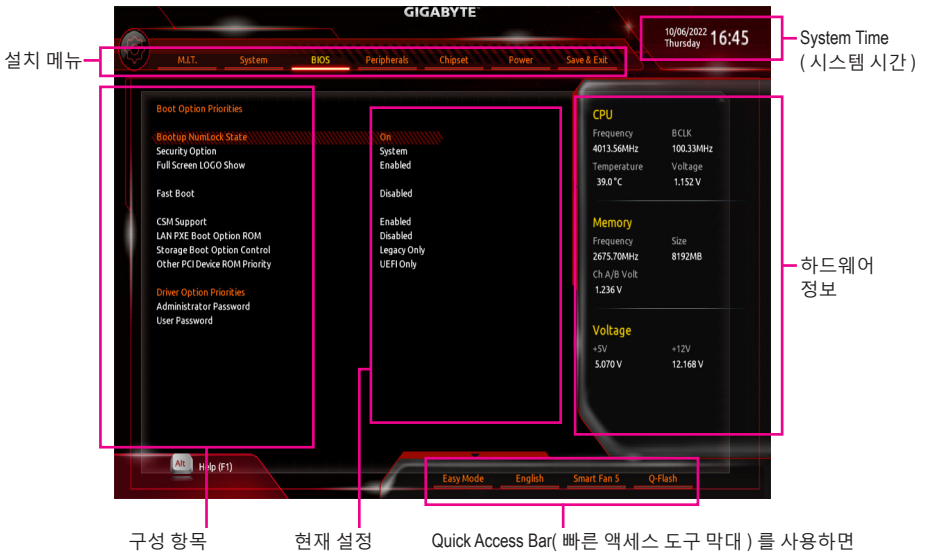 GIGABYTE
10/06/2022
Thursday
16:45
System Time
( 시스템 시간 )
설치 메뉴
M.I.T. System BIOS Peripherals Chipset Power Save & Exit
Boot Option Priorities
Bootup NumLock State On
Security Option System
Full Screen LOGO Show Enabled
Fast Boot Disabled
CSM Support Enabled
LAN PXE Boot Option ROM Disabled
Storage Boot Option Control Legacy Only
Other PCI Device ROM Priority UEFI Only
Driver Option Priorities
Administrator Password
User Password
CPU
Frequency BCLK
4013.56MHz 100.33MHz
Temperature Voltage
39.0 °C 1.152 V
Memory
Frequency Size
2675.70MHz 8192MB
Ch A/B Volt
1.236 V
Voltage
+5V +12V
5.070 V 12.168 V
하드웨어
정보
Alt Help (F1)
Easy Mode English Smart Fan 5 Q-Flash
구성 항목 현재 설정 Quick Access Bar( 빠른 액세스 도구 막대 ) 를 사용하면